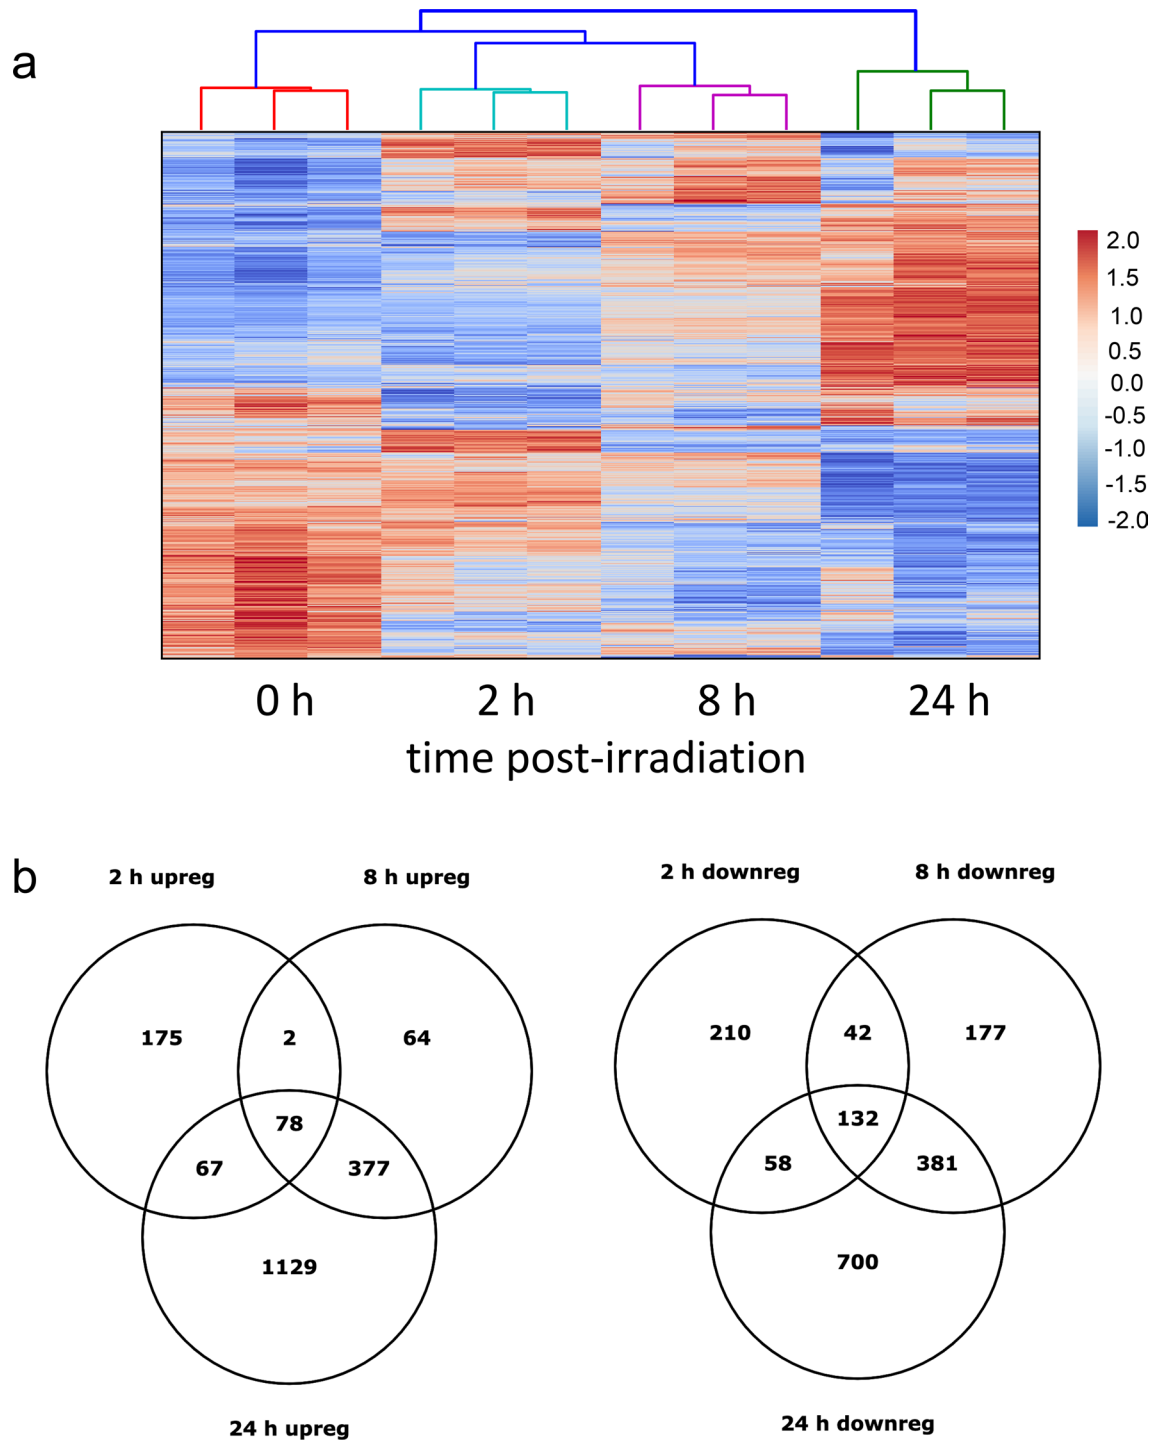 a
2.0
1.5
1.0
0.5
0.0
-0.5
-1.0
-1.5
-2.0
0 h 2 h 8 h 24 h
time post-irradiation
b
2 h upreg 8 h upreg
175 2 64
78
67 377
1129
24 h upreg
2 h downreg 8 h downreg
210 42 177
132
58 381
700
24 h downreg